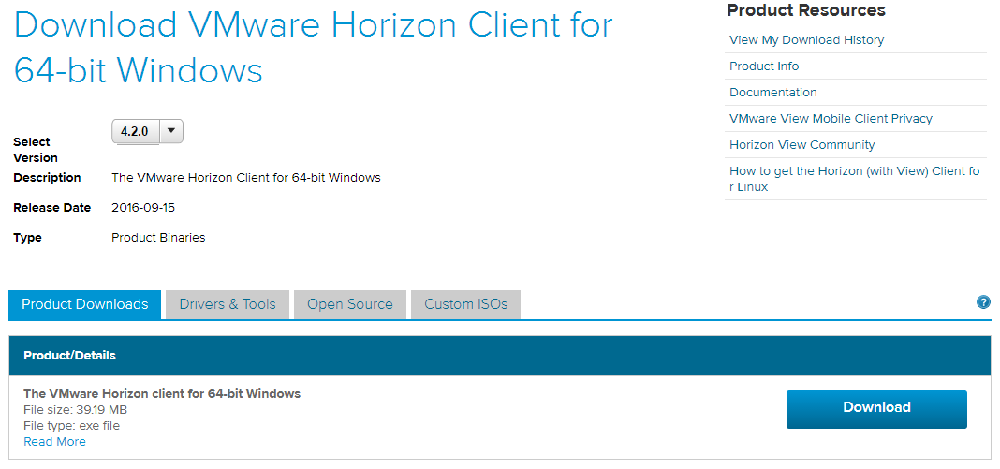 Download VMware Horizon Client for
64-bit Windows
Select
Version
4.2.0
Description
The VMware Horizon Client for 64-bit Windows
Release Date
2016-09-15
Type
Product Binaries
Product Resources
View My Download History
Product Info
Documentation
VMware View Mobile Client Privacy
Horizon View Community
How to get the Horizon (with View) Client fo
r Linux
Product Downloads
Drivers & Tools
Open Source
Custom ISOs
?
Product/Details
The VMware Horizon client for 64-bit Windows
File size: 39.19 MB
File type: exe file
Read More
Download